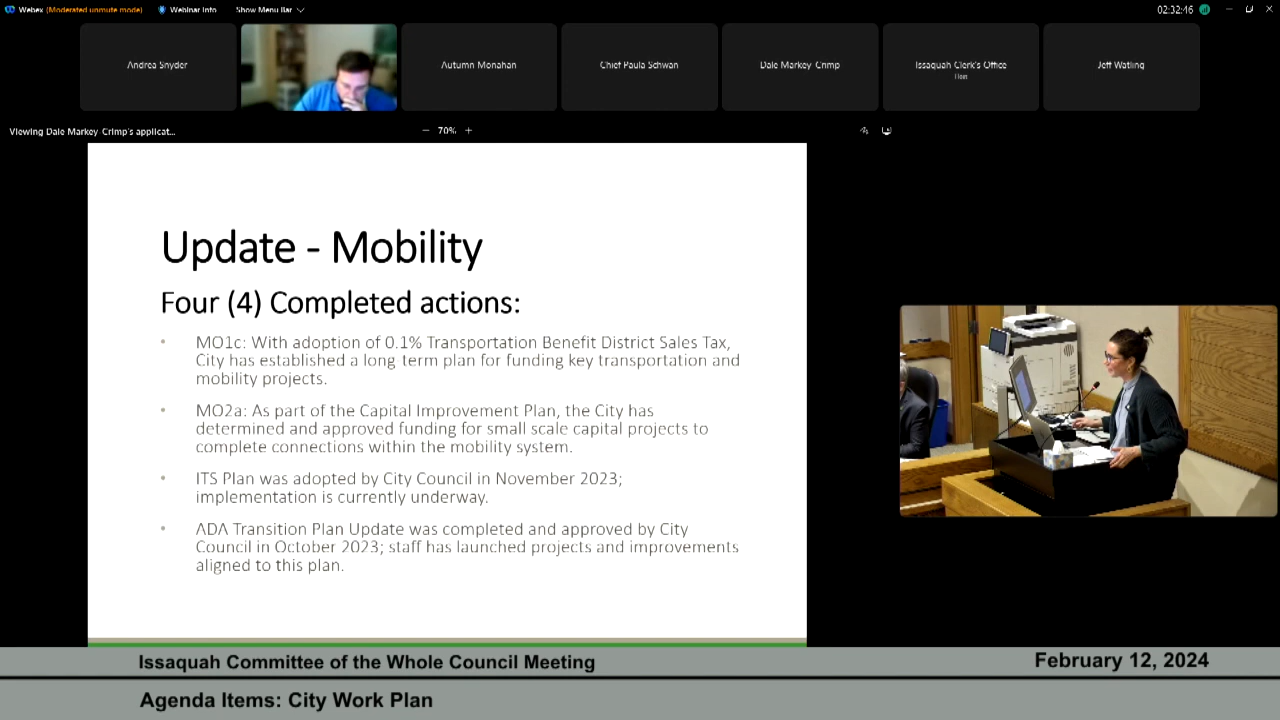 Webex (Moderated unmute mode) Webinar Info Show Menu Bar 02:32:46
Andrea Snyder
Autumn Monahan
Chief Paula Schwan
Dale Markey-Crimp
Issaquah Clerk's Office
Host
Jeff Watling
Viewing Dale Markey-Crimp's applicat... − 70% +
Update - Mobility
Four (4) Completed actions:
• MO1c: With adoption of 0.1% Transportation Benefit District Sales Tax,
City has established a long term plan for funding key transportation and
mobility projects.
• MO2a: As part of the Capital Improvement Plan, the City has
determined and approved funding for small scale capital projects to
complete connections within the mobility system.
• ITS Plan was adopted by City Council in November 2023;
implementation is currently underway.
• ADA Transition Plan Update was completed and approved by City
Council in October 2023; staff has launched projects and improvements
aligned to this plan.
Issaquah Committee of the Whole Council Meeting
February 12, 2024
Agenda Items: City Work Plan